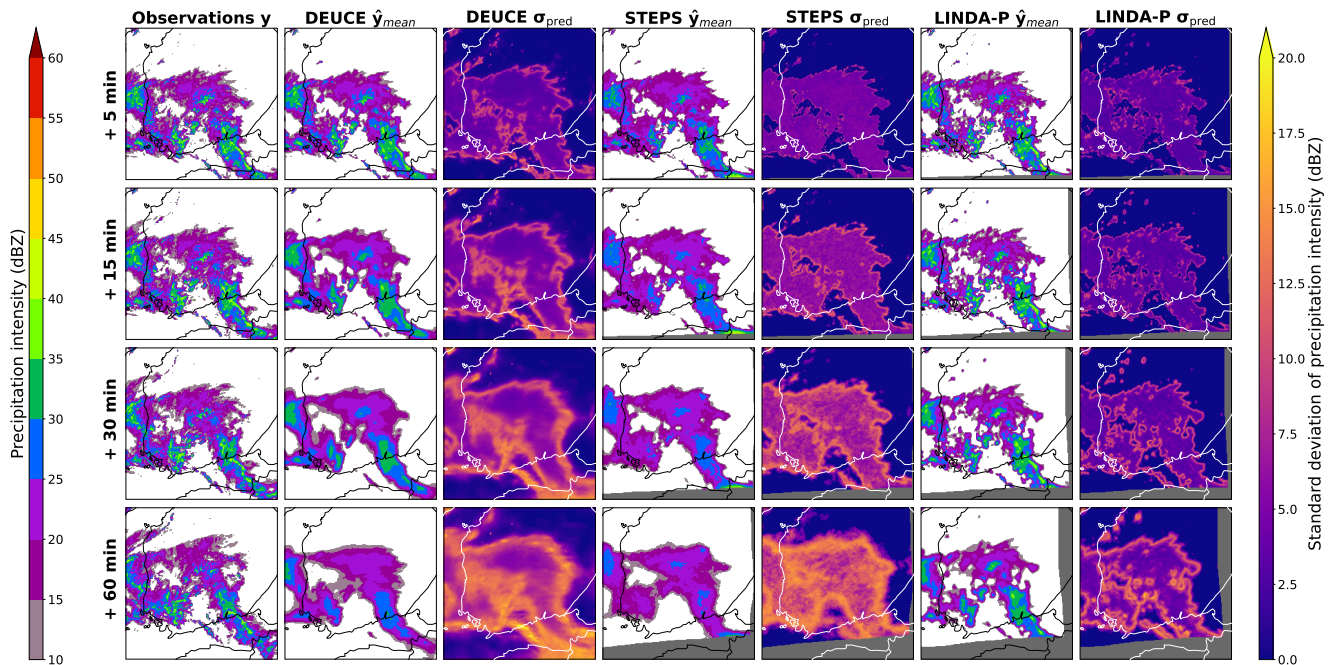 Observations y
DEUCE ŷmean
DEUCE σpred
STEPS ŷmean
STEPS σpred
LINDA-P ŷmean
LINDA-P σpred
+ 5 min
+ 15 min
+ 30 min
+ 60 min
Precipitation intensity (dBZ)
60
55
50
45
40
35
30
25
20
15
10
20.0
17.5
15.0
12.5
10.0
7.5
5.0
2.5
0.0
Standard deviation of precipitation intensity (dBZ)